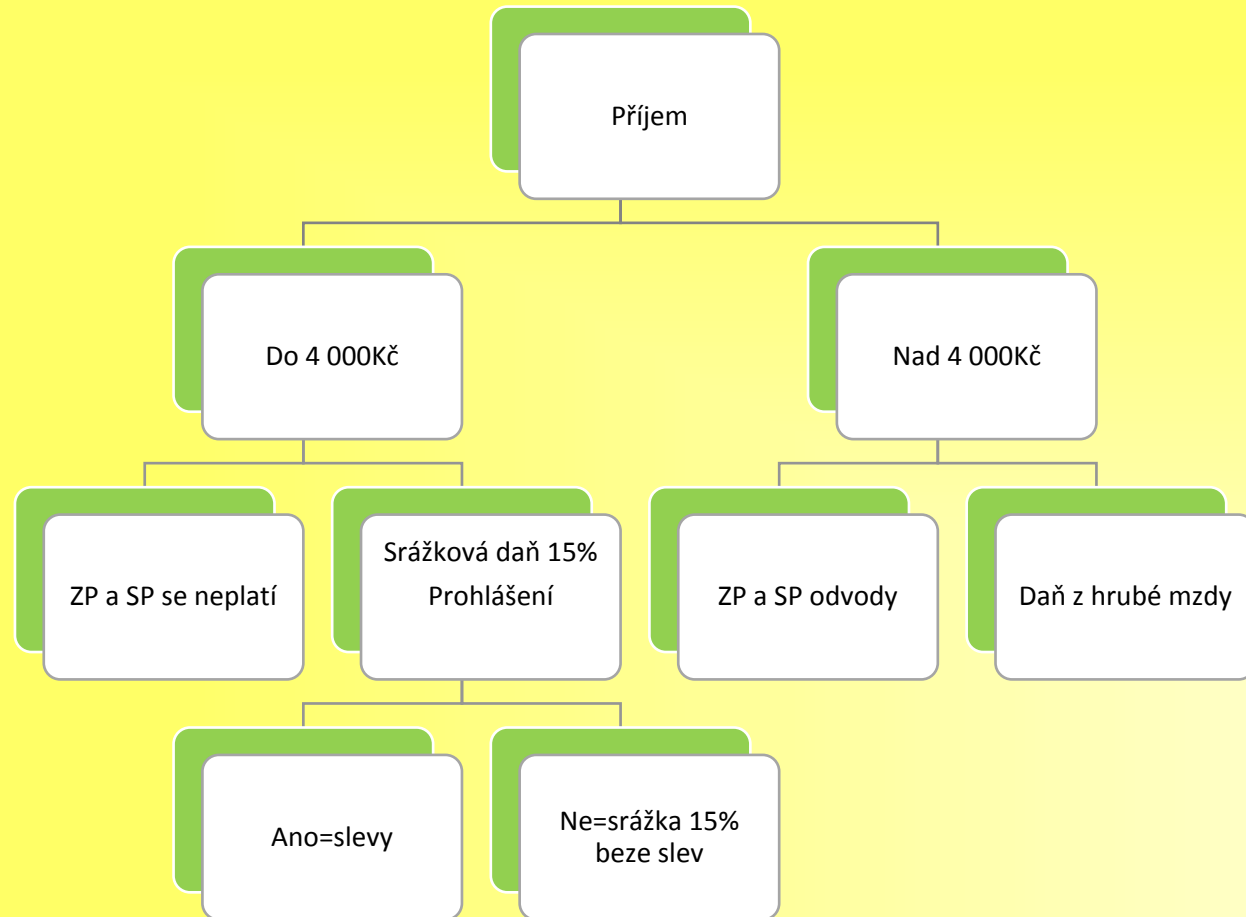 Příjem
Do 4 000Kč
Nad 4 000Kč
ZP a SP se neplatí
Srážková daň 15%
Prohlášení
ZP a SP odvody
Daň z hrubé mzdy
Ano=slevy
Ne=srážka 15%
beze slev